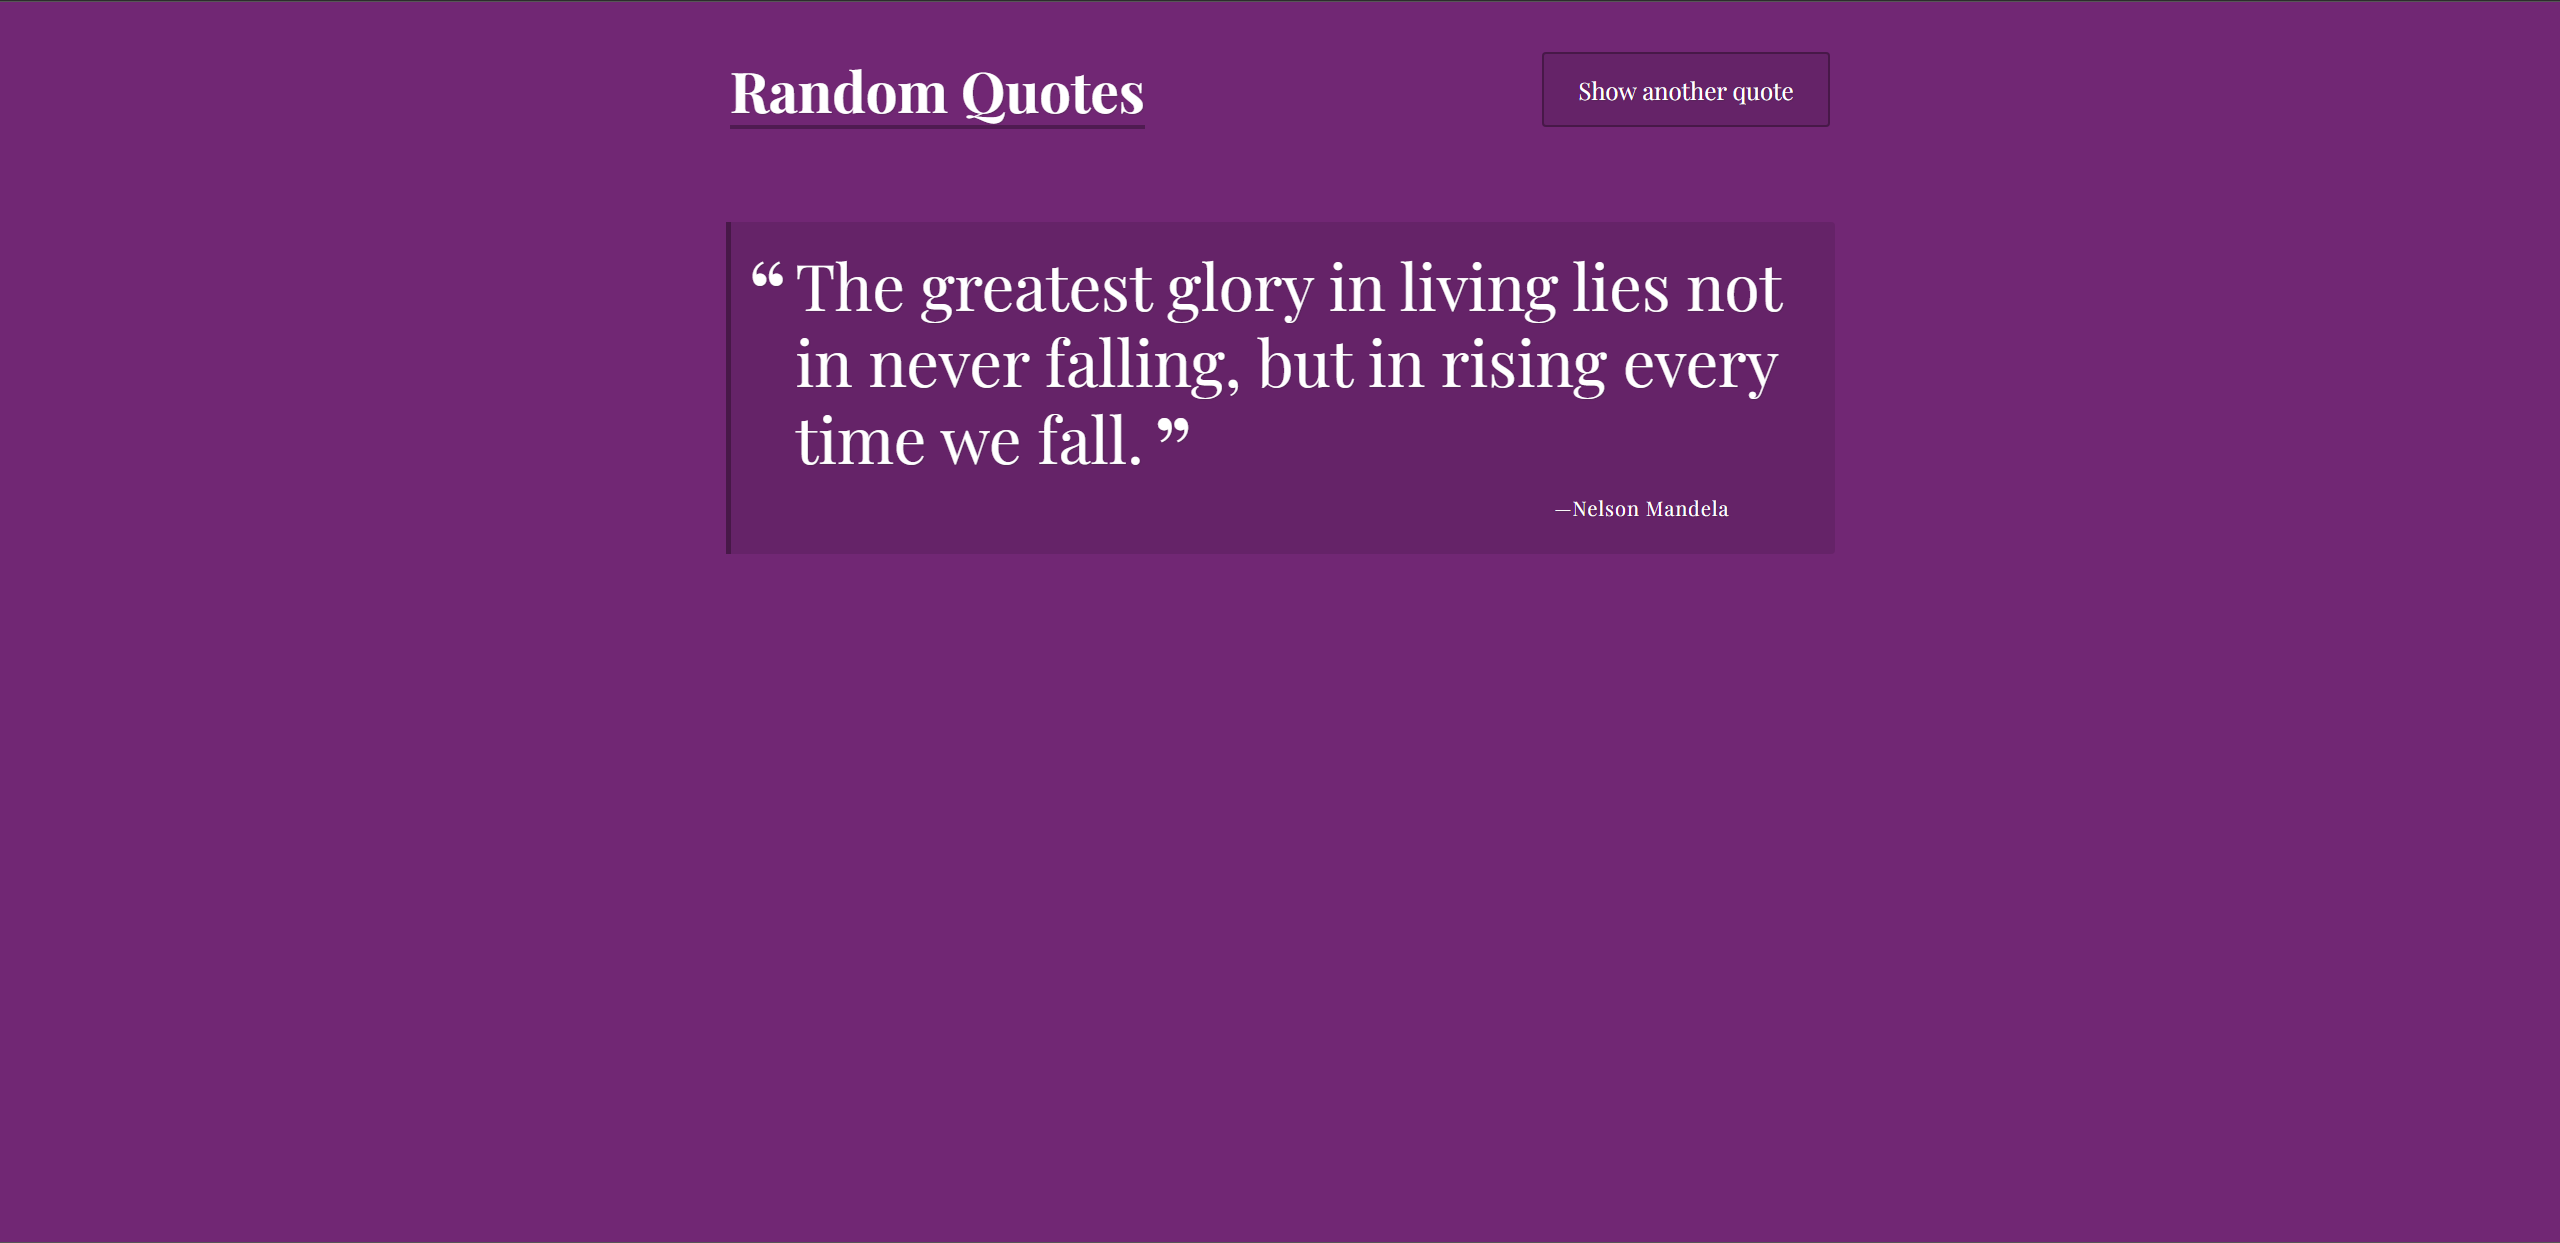 Random Quotes
Show another quote
❝ The greatest glory in living lies not
in never falling, but in rising every
time we fall. ❞
—Nelson Mandela